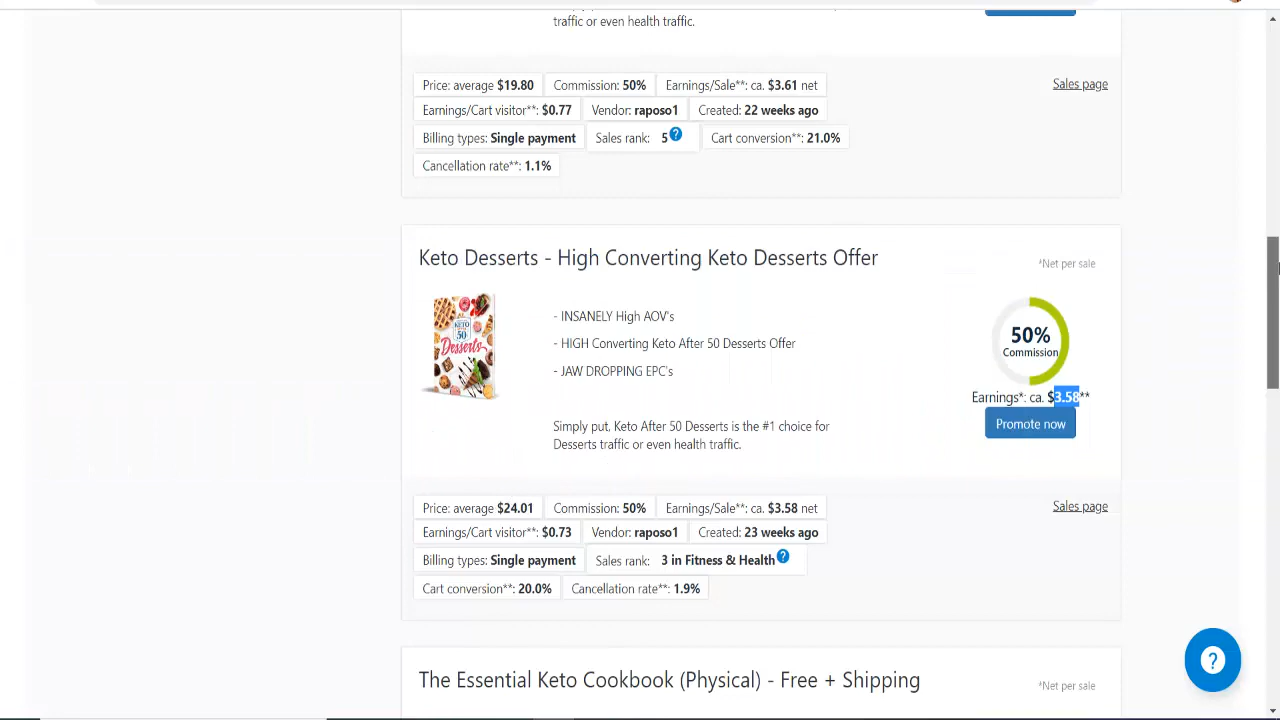 traffic or even health traffic.
Price: average $19.80 Commission: 50% Earnings/Sale**: ca. $3.61 net Sales page
Earnings/Cart visitor**: $0.77 Vendor: raposo1 Created: 22 weeks ago
Billing types: Single payment Sales rank: 5 ? Cart conversion**: 21.0%
Cancellation rate**: 1.1%
Keto Desserts - High Converting Keto Desserts Offer
*Net per sale
- INSANELY High AOV's
- HIGH Converting Keto After 50 Desserts Offer
- JAW DROPPING EPC's
Simply put, Keto After 50 Desserts is the #1 choice for
Desserts traffic or even health traffic.
KETO
50
Desserts
50%
Commission
Earnings*: ca. $3.58**
Promote now
Price: average $24.01 Commission: 50% Earnings/Sale**: ca. $3.58 net Sales page
Earnings/Cart visitor**: $0.73 Vendor: raposo1 Created: 23 weeks ago
Billing types: Single payment Sales rank: 3 in Fitness & Health ?
Cart conversion**: 20.0% Cancellation rate**: 1.9%
The Essential Keto Cookbook (Physical) - Free + Shipping
*Net per sale
?